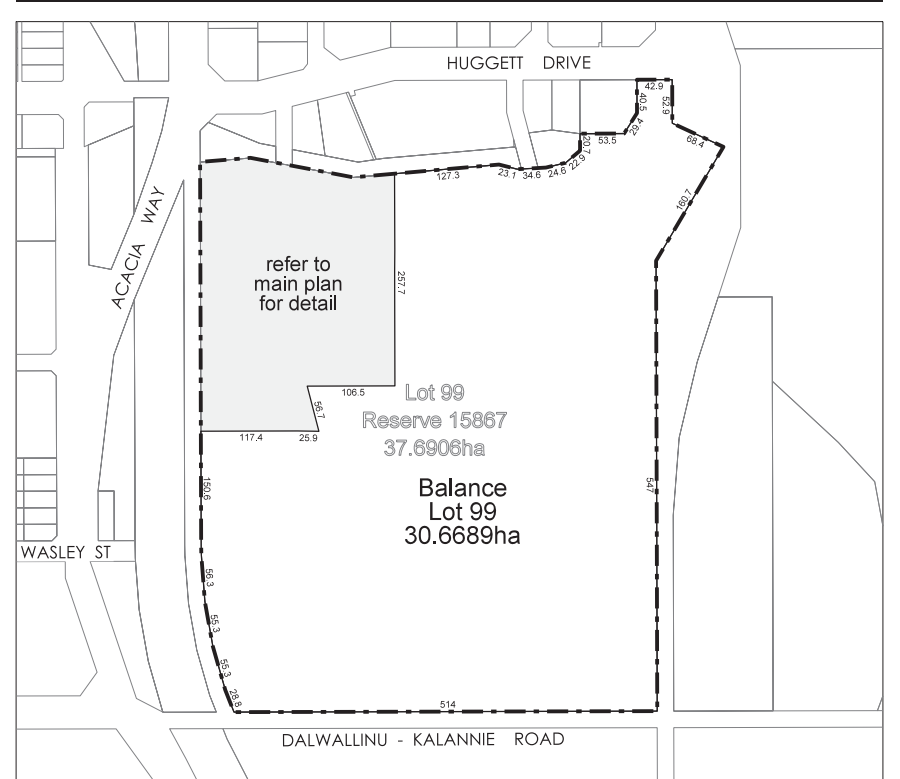 HUGGETT DRIVE
42.9
40.5
52.9
29.4
53.5
20.7
68.4
22.9
24.6
34.6
23.1
127.3
160.7
ACACIA WAY
refer to
main plan
for detail
257.7
106.5
56.7
117.4
25.9
Lot 99
Reserve 15867
37.6906ha
Balance
Lot 99
30.6689ha
547
150.6
WASLEY ST
56.3
55.3
55.3
28.8
514
DALWALLINU - KALANNIE ROAD